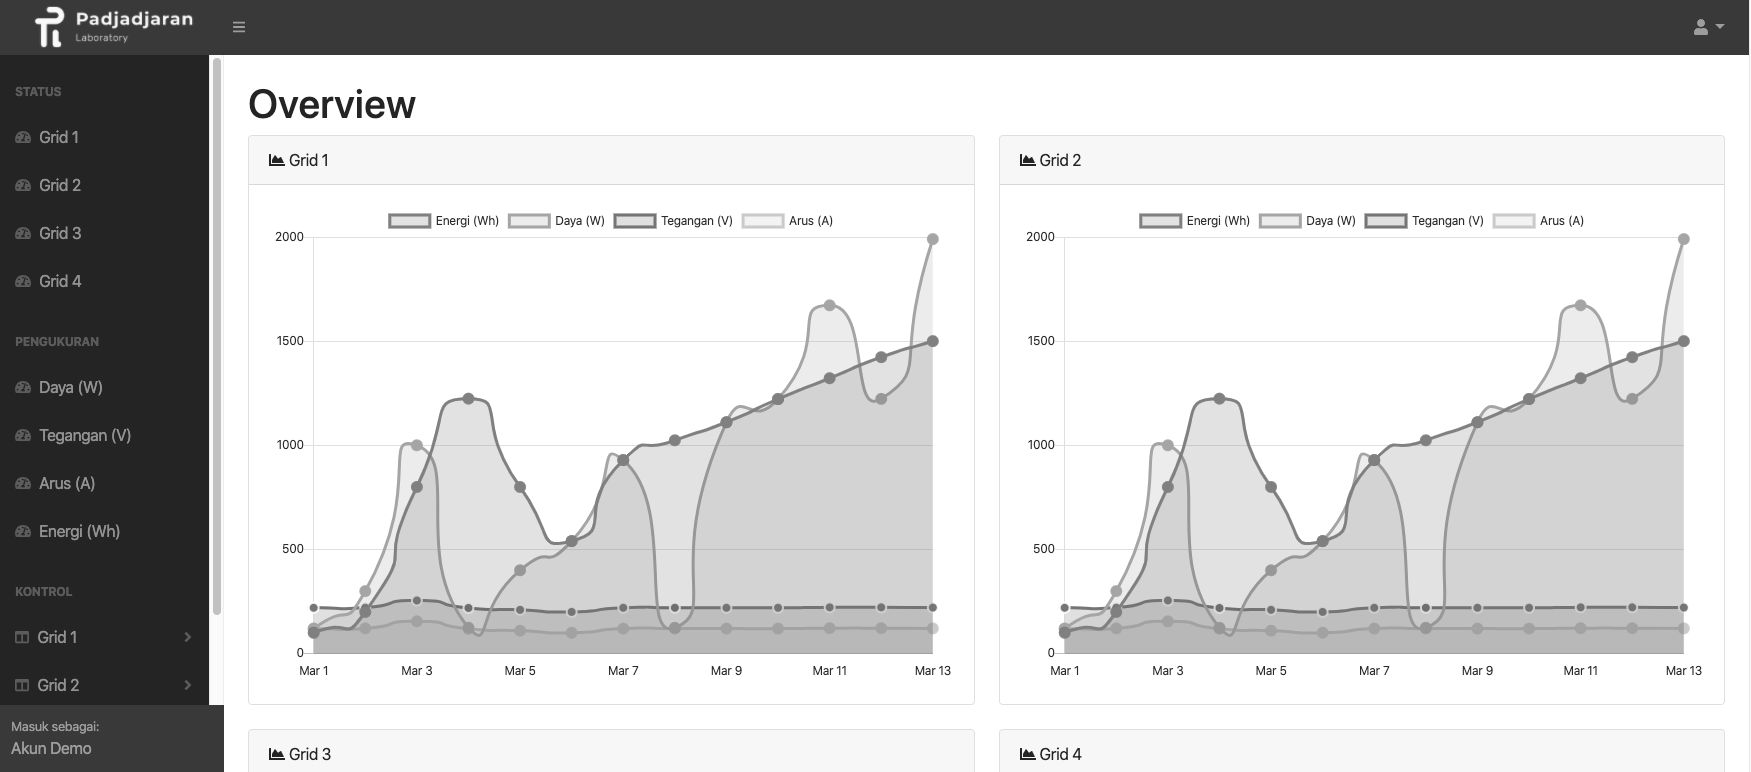 Padjadjaran
Laboratory
STATUS
Grid 1
Grid 2
Grid 3
Grid 4
PENGUKURAN
Daya (W)
Tegangan (V)
Arus (A)
Energi (Wh)
KONTROL
Grid 1
Grid 2
Masuk sebagai:
Akun Demo
Overview
Grid 1
Energi (Wh) Daya (W) Tegangan (V) Arus (A)
2000
1500
1000
500
0
Mar 1 Mar 3 Mar 5 Mar 7 Mar 9 Mar 11 Mar 13
Grid 2
Energi (Wh) Daya (W) Tegangan (V) Arus (A)
2000
1500
1000
500
0
Mar 1 Mar 3 Mar 5 Mar 7 Mar 9 Mar 11 Mar 13
Grid 3
Grid 4